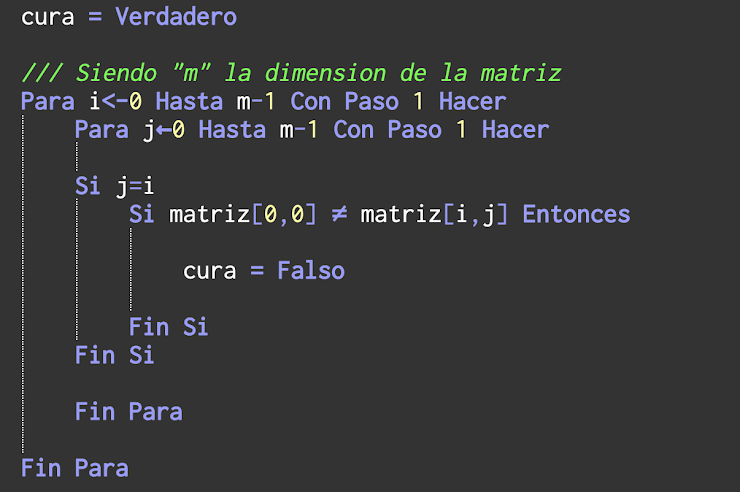 cura = Verdadero
/// Siendo "m" la dimension de la matriz
Para i<-0 Hasta m-1 Con Paso 1 Hacer
Para j←0 Hasta m-1 Con Paso 1 Hacer
Si j=i
Si matriz[0,0] ≠ matriz[i,j] Entonces
cura = Falso
Fin Si
Fin Si
Fin Para
Fin Para